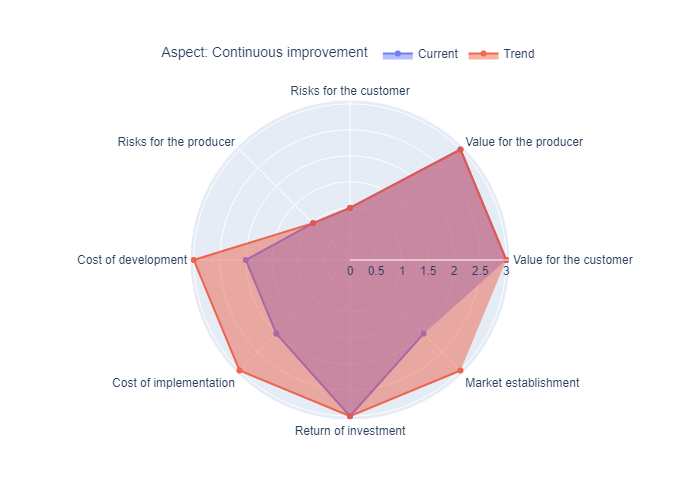 Aspect: Continuous improvement
Current
Trend
Risks for the customer
Risks for the producer
Value for the producer
Cost of development
Value for the customer
0 0.5 1 1.5 2 2.5 3
Cost of implementation
Market establishment
Return of investment